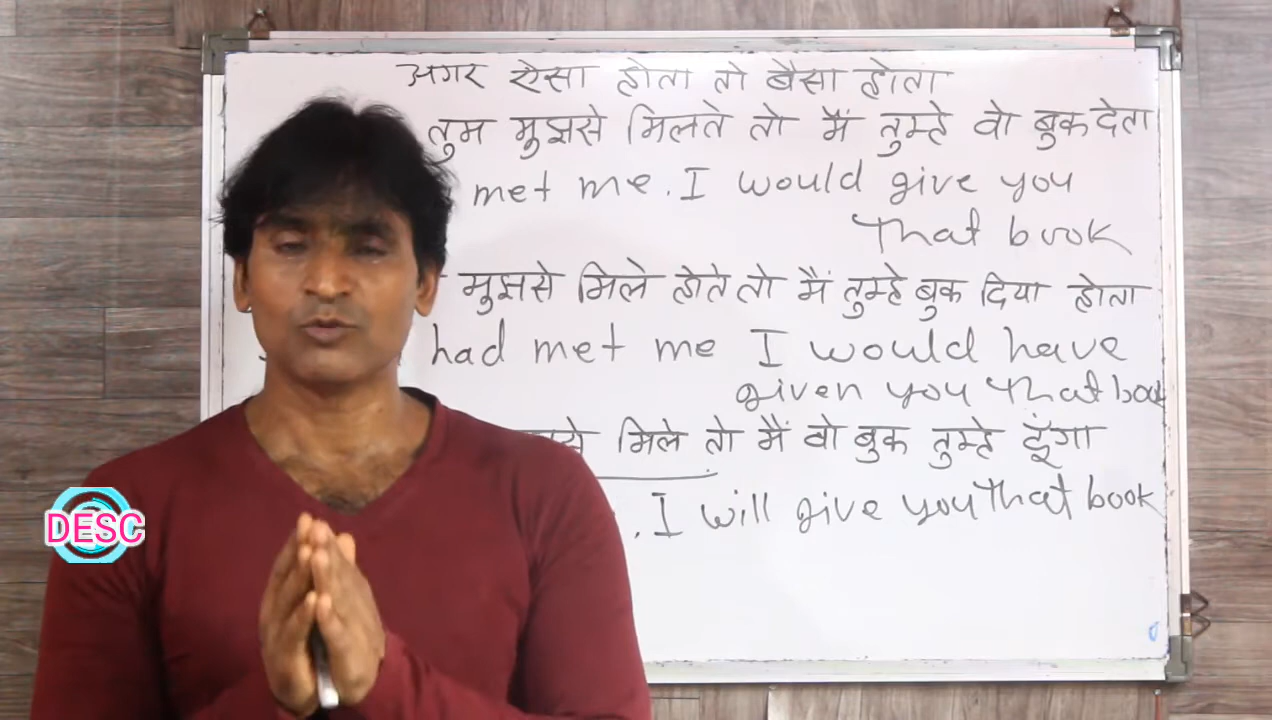 अगर ऐसा होता तो बैसा होता
तुम मुझसे मिलते तो मैं तुम्हे वो बुक देता
met me. I would give you
that book
मुझसे मिले होते तो मैं तुम्हे बुक दिया होता
had met me I would have
given you that book
मिले तो मैं वो बुक तुम्हे दूँगा
. I will give you that book
DESC